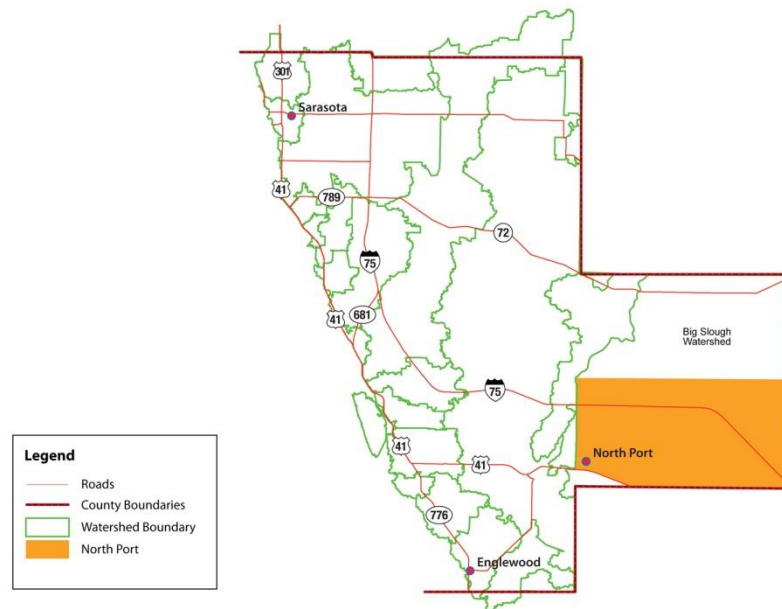 301
Sarasota
41
789
72
75
681
41
Big Slough
Watershed
75
North Port
41
41
776
Englewood
Legend
Roads
County Boundaries
Watershed Boundary
North Port